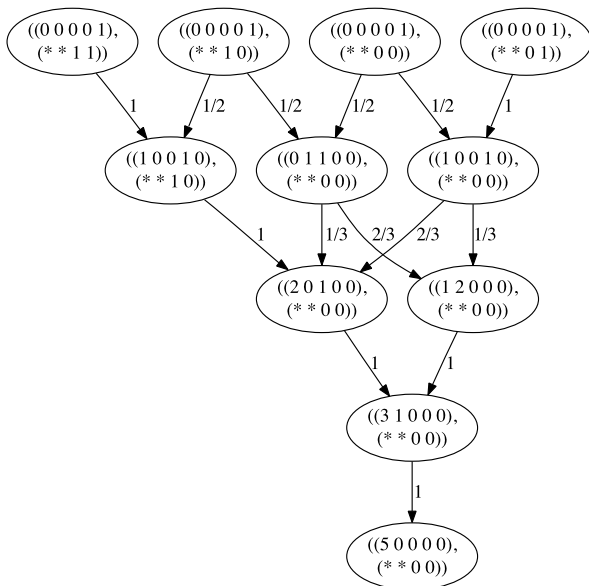 ((0 0 0 0 1),
(* * 1 1))
((0 0 0 0 1),
(* * 1 0))
((0 0 0 0 1),
(* * 0 0))
((0 0 0 0 1),
(* * 0 1))
1
1/2
1/2
1/2
1/2
1
((1 0 0 1 0),
(* * 1 0))
((0 1 1 0 0),
(* * 0 0))
((1 0 0 1 0),
(* * 0 0))
1
1/3
2/3
2/3
1/3
((2 0 1 0 0),
(* * 0 0))
((1 2 0 0 0),
(* * 0 0))
1
1
((3 1 0 0 0),
(* * 0 0))
1
((5 0 0 0 0),
(* * 0 0))